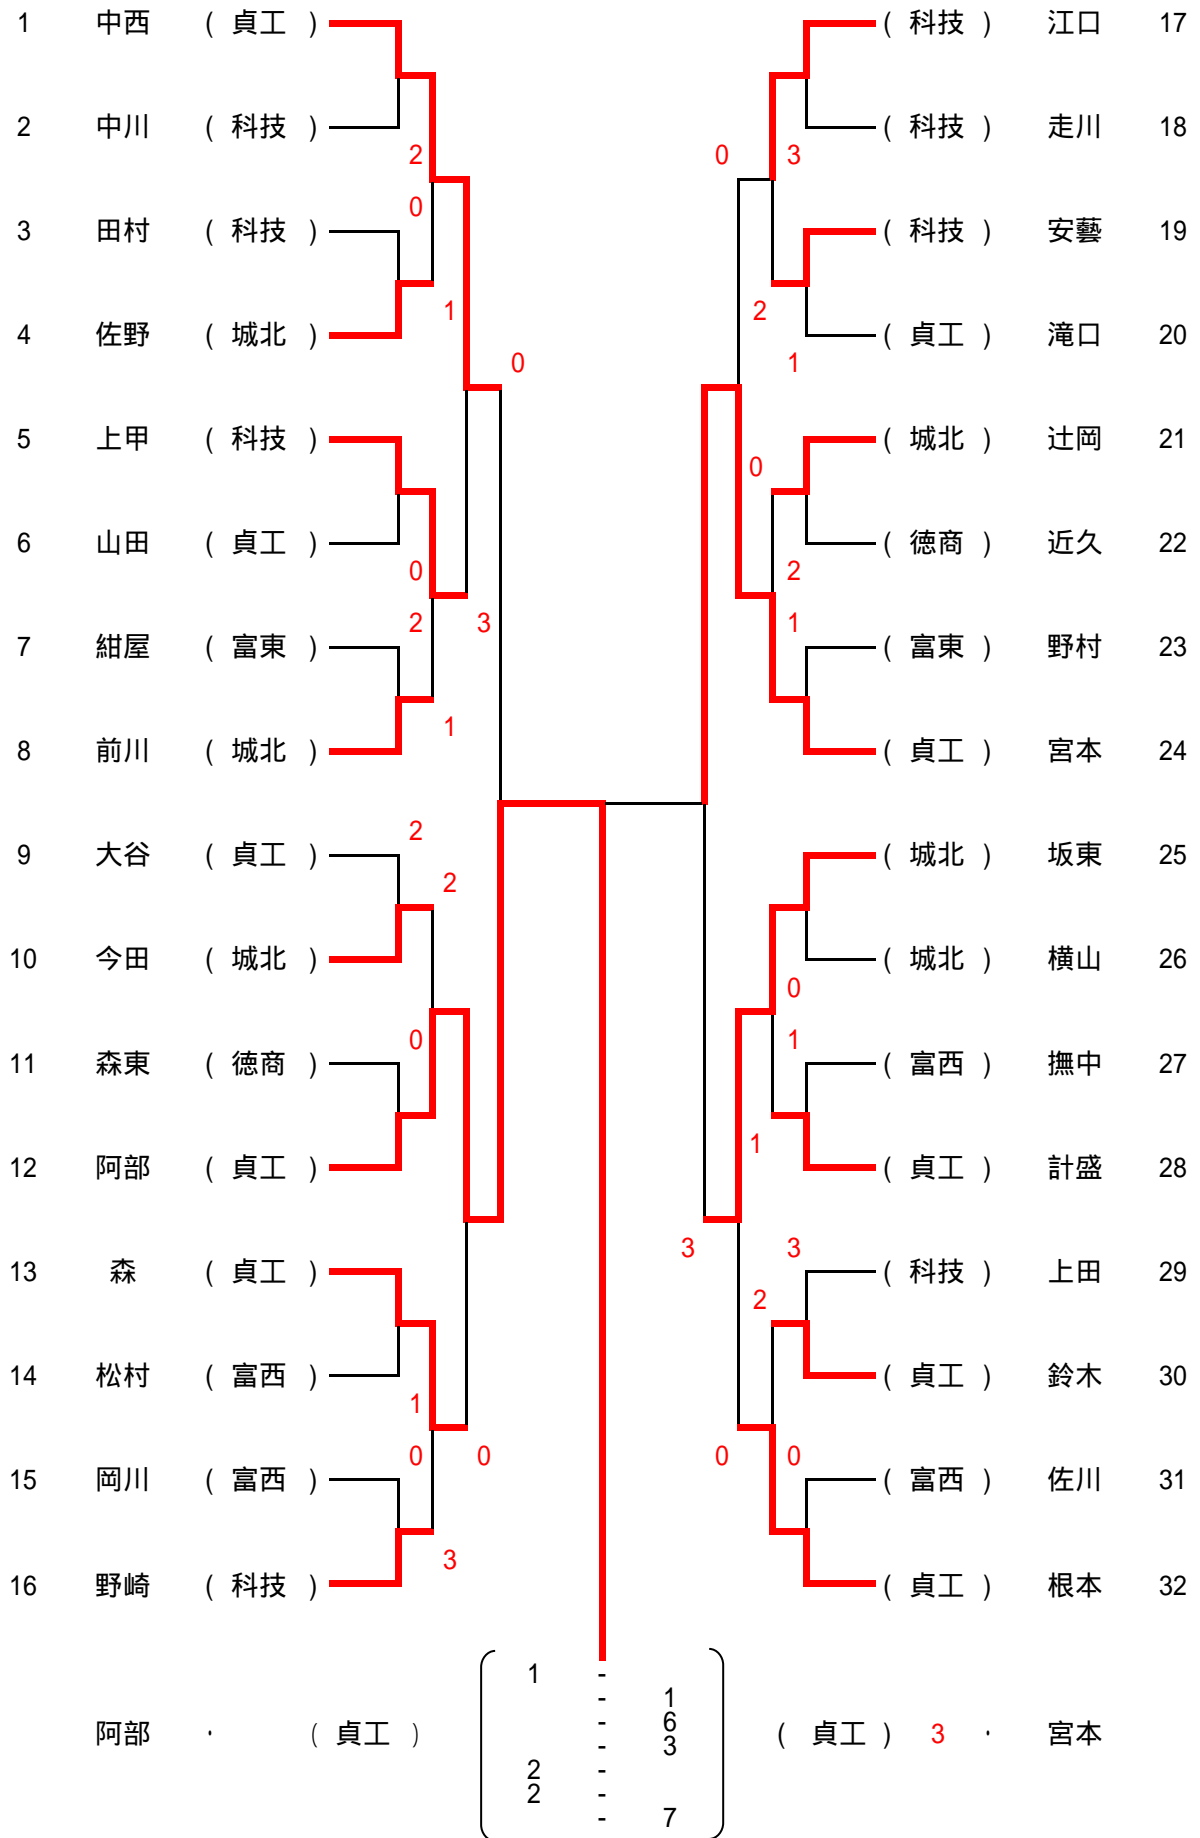 1 中西 ( 貞工 ) ( 科技 ) 江口 17
2 中川 ( 科技 ) ( 科技 ) 走川 18
2 0 3
0
3 田村 ( 科技 ) ( 科技 ) 安藝 19
1 2
4 佐野 ( 城北 ) ( 貞工 ) 滝口 20
0 1
5 上甲 ( 科技 ) ( 城北 ) 辻岡 21
0
6 山田 ( 貞工 ) ( 徳商 ) 近久 22
0 2
2 3 1
7 紺屋 ( 富東 ) ( 富東 ) 野村 23
1
8 前川 ( 城北 ) ( 貞工 ) 宮本 24
2
9 大谷 ( 貞工 ) ( 城北 ) 坂東 25
2
10 今田 ( 城北 ) ( 城北 ) 横山 26
0
0 1
11 森東 ( 徳商 ) ( 富西 ) 撫中 27
1
12 阿部 ( 貞工 ) ( 貞工 ) 計盛 28
3 3
13 森 ( 貞工 ) ( 科技 ) 上田 29
2
14 松村 ( 富西 ) ( 貞工 ) 鈴木 30
1
0 0 0 0
15 岡川 ( 富西 ) ( 富西 ) 佐川 31
3
16 野崎 ( 科技 ) ( 貞工 ) 根本 32
1 -
- 1
- 6
阿部 ・ ( 貞工 ) ( 貞工 ) 3 ・ 宮本
- 3
2 -
2 -
- 7